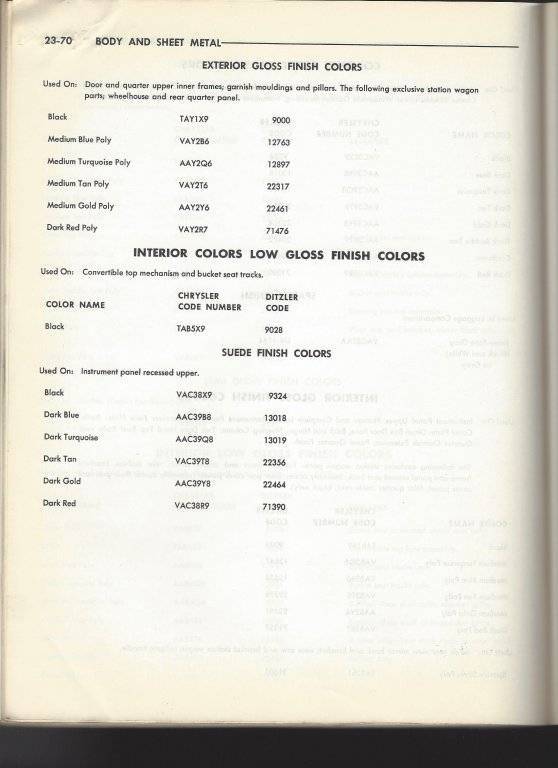 23-70 BODY AND SHEET METAL
EXTERIOR GLOSS FINISH COLORS
Used On: Door and quarter upper inner frames; garnish mouldings and pillars. The following exclusive station wagon
parts; wheelhouse and rear quarter panel.
Black TAY1X9 9000
Medium Blue Poly VAY2B6 12763
Medium Turquoise Poly AAY2Q6 12897
Medium Tan Poly VAY2T6 22317
Medium Gold Poly AAY2Y6 22461
Dark Red Poly VAY2R7 71476
INTERIOR COLORS LOW GLOSS FINISH COLORS
Used On: Convertible top mechanism and bucket seat tracks.
COLOR NAME CHRYSLER CODE NUMBER DITZLER CODE
Black TAB5X9 9028
SUEDE FINISH COLORS
Used On: Instrument panel recessed upper.
Black VAC38X9 9324
Dark Blue AAC39B8 13018
Dark Turquoise AAC39Q8 13019
Dark Tan VAC39T8 22356
Dark Gold AAC39Y8 22464
Dark Red VAC38R9 71390